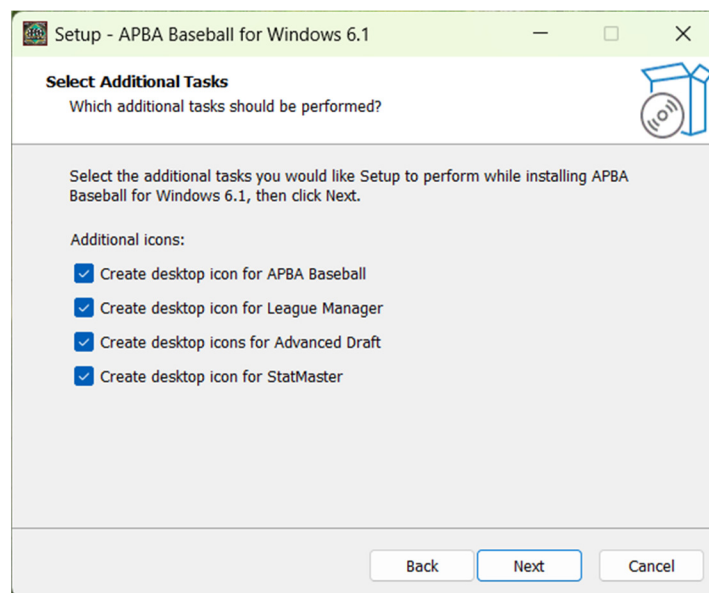 Setup - APBA Baseball for Windows 6.1
Select Additional Tasks
Which additional tasks should be performed?
Select the additional tasks you would like Setup to perform while installing APBA
Baseball for Windows 6.1, then click Next.
Additional icons:
Create desktop icon for APBA Baseball
Create desktop icon for League Manager
Create desktop icons for Advanced Draft
Create desktop icon for StatMaster
Back
Next
Cancel